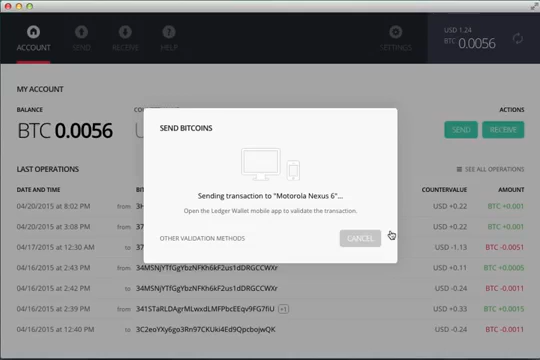 ACCOUNT SEND RECEIVE HELP SETTINGS
USD 1.24
BTC 0.0056
MY ACCOUNT
BALANCE ACTIONS
BTC 0.0056 SEND RECEIVE
SEND BITCOINS
LAST OPERATIONS SEE ALL OPERATIONS
DATE AND TIME COUNTERVALUE AMOUNT
Sending transaction to "Motorola Nexus 6"...
04/20/2015 at 8:02 PM from USD +0.22 BTC +0.001
Open the Ledger Wallet mobile app to validate the transaction.
04/20/2015 at 3:08 PM from USD +0.22 BTC +0.001
OTHER VALIDATION METHODS CANCEL
04/17/2015 at 12:30 AM to USD -1.13 BTC -0.0051
04/16/2015 at 2:43 PM from 34MSNjYTfGgYbzNFKh6kF2us1dDRGCCWXr USD +0.11 BTC +0.0005
04/16/2015 at 2:42 PM to 34MSNjYTfGgYbzNFKh6kF2us1dDRGCCWXr USD -0.24 BTC -0.0011
04/16/2015 at 2:39 PM from 341STaRLDAgrMLwxdLMFPbcEEqv9FG7fiU +1 USD +0.33 BTC +0.0015
04/16/2015 at 12:40 PM to 3C2eoYXy6go3Rn97CKUki4Ed9QpcbojwQK USD -0.24 BTC -0.0011